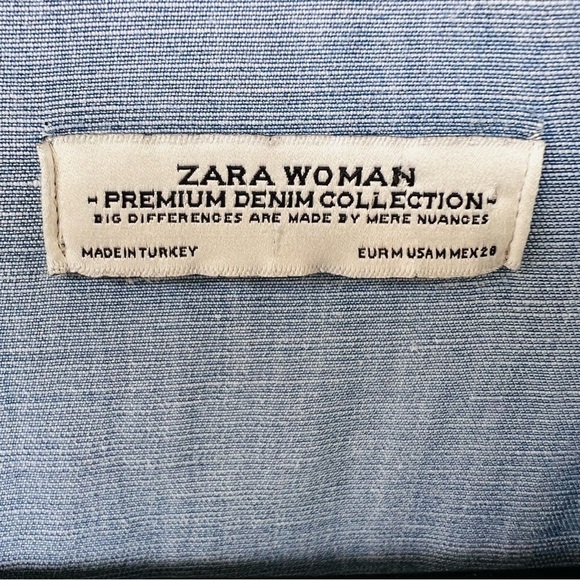 ZARA WOMAN
- PREMIUM DENIM COLLECTION -
BIG DIFFERENCES ARE MADE BY MERE NUANCES
MADE IN TURKEY EUR M USA M MEX 28